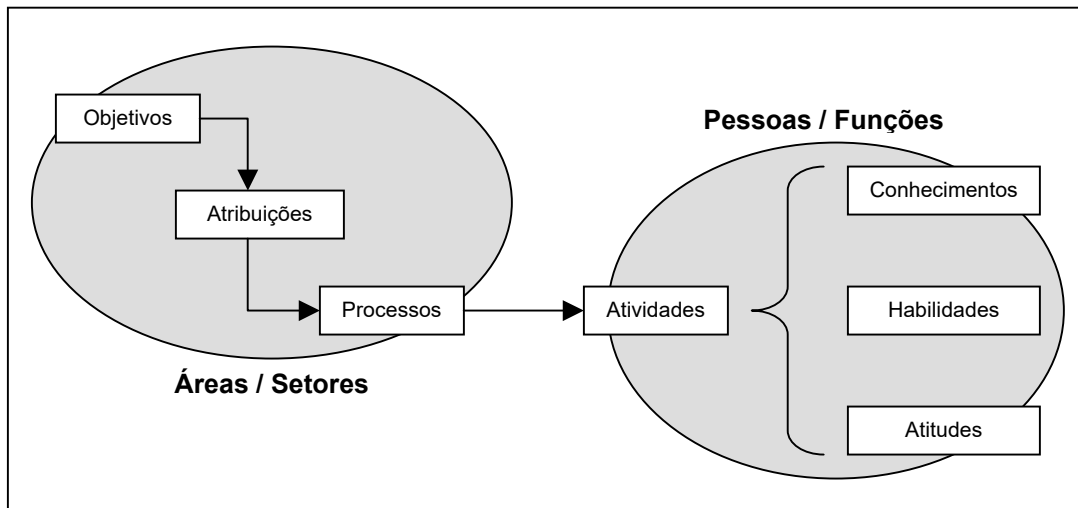 Objetivos
Atribuições
Processos
Áreas / Setores
Pessoas / Funções
Atividades
Conhecimentos
Habilidades
Atitudes